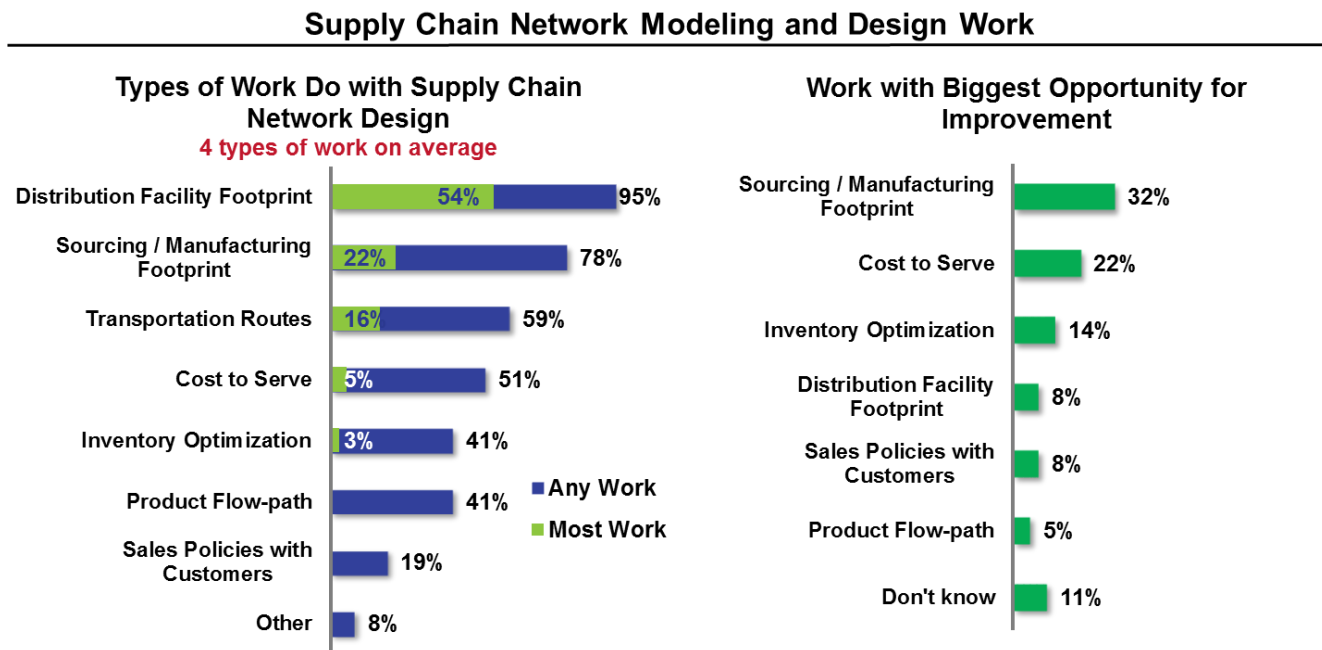 Supply Chain Network Modeling and Design Work
Types of Work Do with Supply Chain
Network Design
4 types of work on average
Distribution Facility Footprint
54%
95%
Sourcing / Manufacturing
Footprint
22%
78%
Transportation Routes
16%
59%
Cost to Serve
5%
51%
Inventory Optimization
3%
41%
Product Flow-path
41%
Sales Policies with
Customers
19%
Other
8%
Any Work
Most Work
Work with Biggest Opportunity for
Improvement
Sourcing / Manufacturing
Footprint
32%
Cost to Serve
22%
Inventory Optimization
14%
Distribution Facility
Footprint
8%
Sales Policies with
Customers
8%
Product Flow-path
5%
Don't know
11%